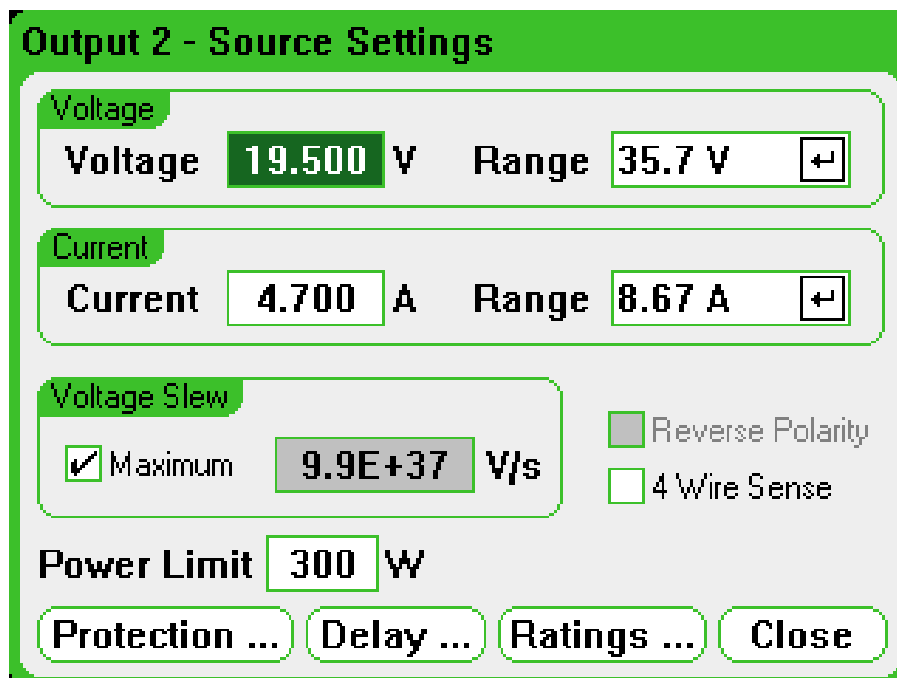 Output 2 - Source Settings
Voltage
Voltage 19.500 V Range 35.7 V
Current
Current 4.700 A Range 8.67 A
Voltage Slew
Maximum 9.9E+37 V/s
Reverse Polarity
4 Wire Sense
Power Limit 300 W
Protection ... Delay ... Ratings ... Close